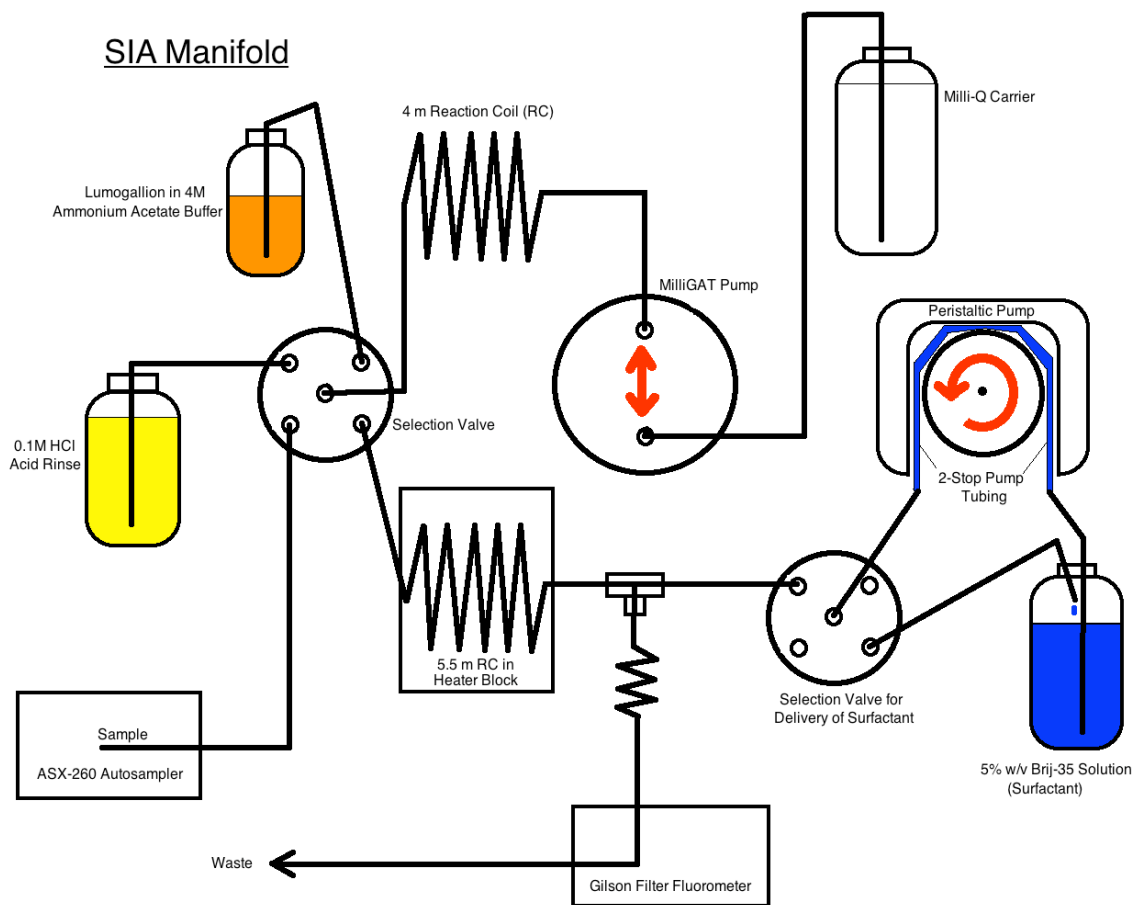 SIA Manifold
4 m Reaction Coil (RC)
Milli-Q Carrier
Lumogallion in 4M
Ammonium Acetate Buffer
MilliGAT Pump
Peristaltic Pump
0.1M HCl
Acid Rinse
Selection Valve
2-Stop Pump
Tubing
5.5 m RC in
Heater Block
Selection Valve for
Delivery of Surfactant
Sample
ASX-260 Autosampler
5% w/v Brij-35 Solution
(Surfactant)
Waste
Gilson Filter Fluorometer